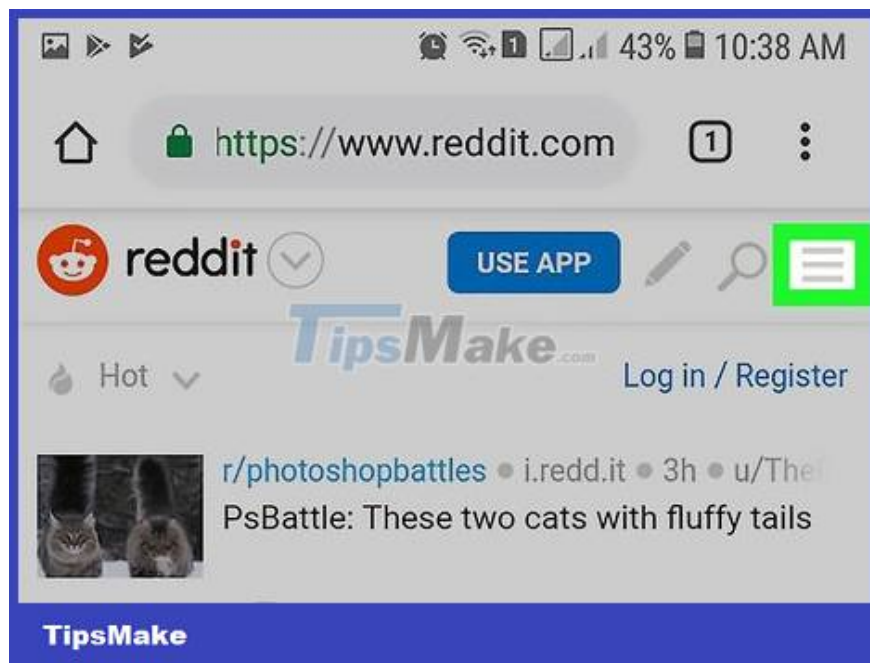 1 43% 10:38 AM
https://www.reddit.com 1
reddit USE APP
TipsMake.com
Hot Log in / Register
r/photoshopbattles • i.redd.it • 3h • u/The
PsBattle: These two cats with fluffy tails
TipsMake